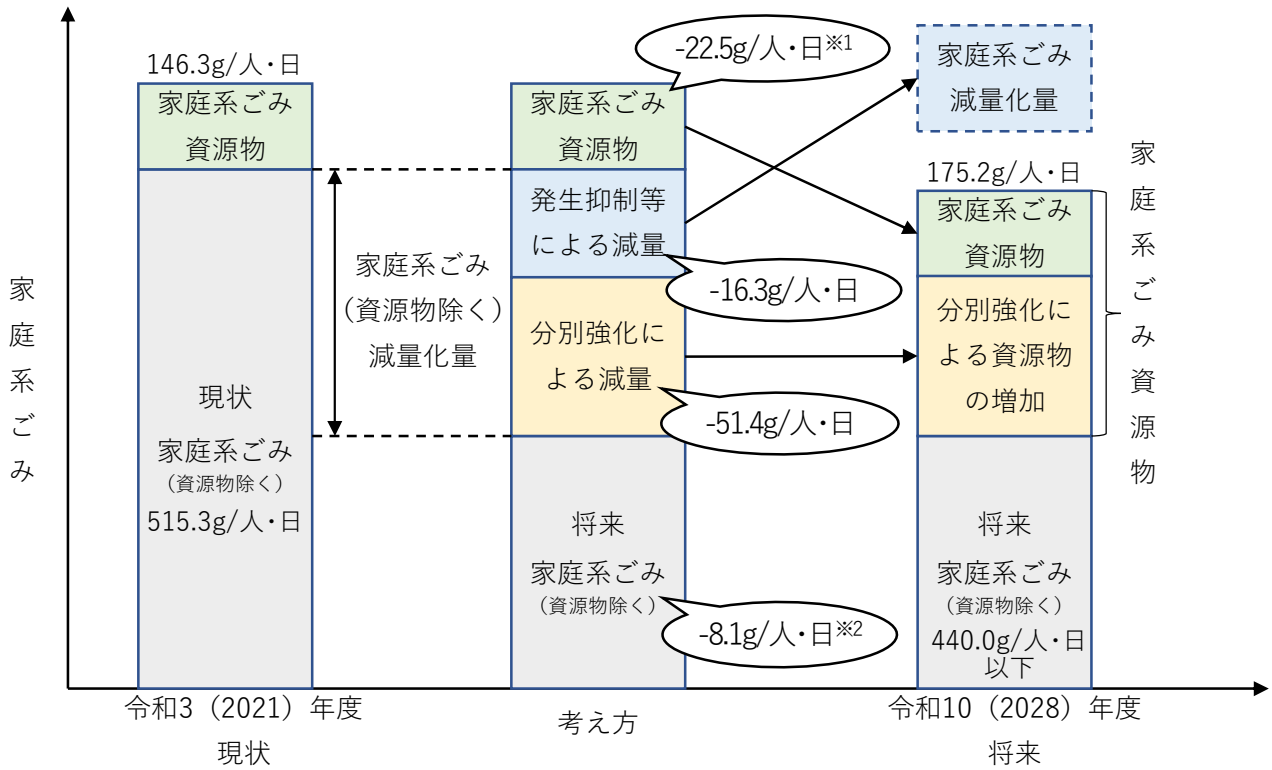 家庭系ごみ
146.3g/人・日
家庭系ごみ
資源物
現状
家庭系ごみ
（資源物除く）
515.3g/人・日
令和3（2021）年度
現状
家庭系ごみ
（資源物除く）
減量化量
-22.5g/人・日※1
家庭系ごみ
資源物
発生抑制等
による減量
-16.3g/人・日
分別強化に
よる減量
-51.4g/人・日
将来
家庭系ごみ
（資源物除く）
-8.1g/人・日※2
考え方
家庭系ごみ
減量化量
175.2g/人・日
家庭系ごみ
資源物
分別強化に
よる資源物
の増加
将来
家庭系ごみ
（資源物除く）
440.0g/人・日
以下
令和10（2028）年度
将来
家庭系ごみ資源物